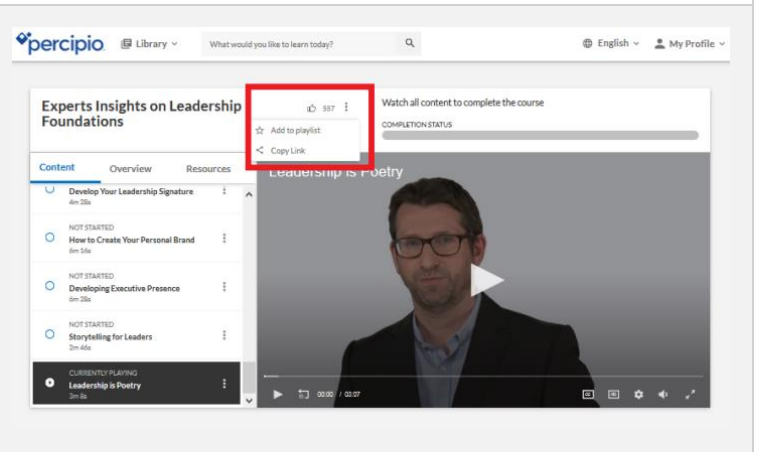 percipio.
Library
What would you like to learn today?
English
My Profile
Experts Insights on Leadership
Foundations
557
Add to playlist
Copy Link
Watch all content to complete the course
COMPLETION STATUS
Content
Overview
Resources
Develop Your Leadership Signature
4m 28s
NOT STARTED
How to Create Your Personal Brand
6m 16s
NOT STARTED
Developing Executive Presence
6m 28s
NOT STARTED
Storytelling for Leaders
2m 46s
CURRENTLY PLAYING
Leadership is Poetry
3m 8s
Leadership is Poetry
00:00 / 03:07
CC